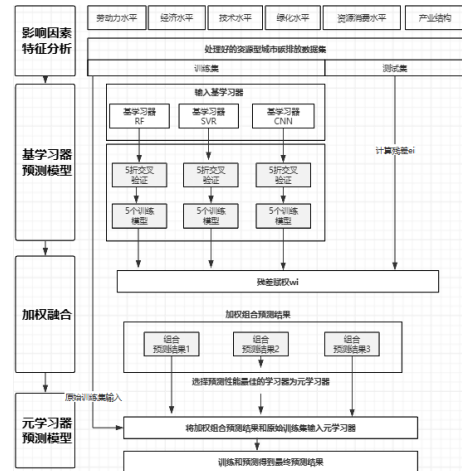 影响因素
特征分析
劳动力水平
经济水平
技术水平
绿化水平
资源消费水平
产业结构
处理好的资源型城市碳排放数据集
训练集
测试集
基学习器
预测模型
输入基学习器
基学习器
RF
基学习器
SVR
基学习器
CNN
计算残差ei
5折交叉
验证
5折交叉
验证
5折交叉
验证
5个训练
模型
5个训练
模型
5个训练
模型
残差赋权wi
加权融合
加权组合预测结果
组合
预测结果1
组合
预测结果2
组合
预测结果3
选择预测性能最佳的学习器为元学习器
原始训练集输入
元学习器
预测模型
将加权组合预测结果和原始训练集输入元学习器
训练和预测得到最终预测结果